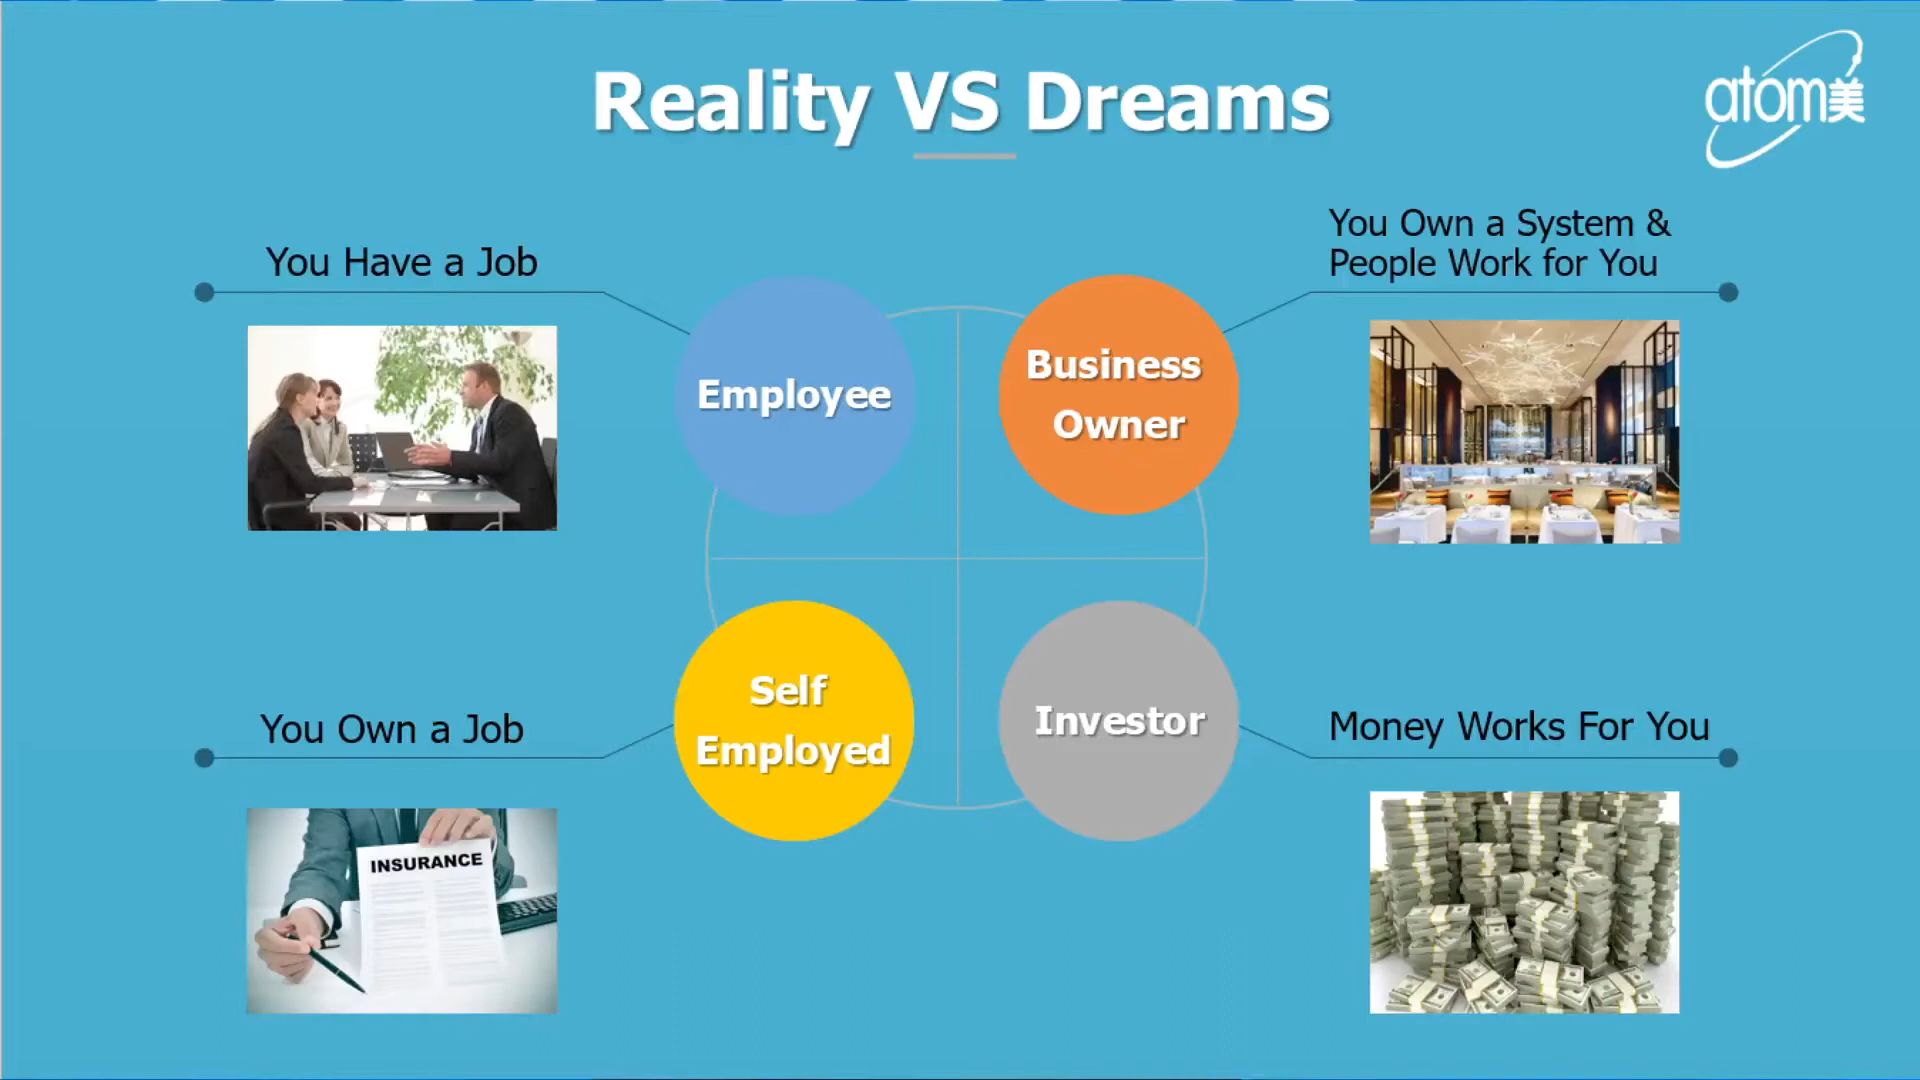 Reality VS Dreams
atom美
You Have a Job
Employee
Business
Owner
You Own a System &
People Work for You
You Own a Job
Self
Employed
Investor
Money Works For You
INSURANCE